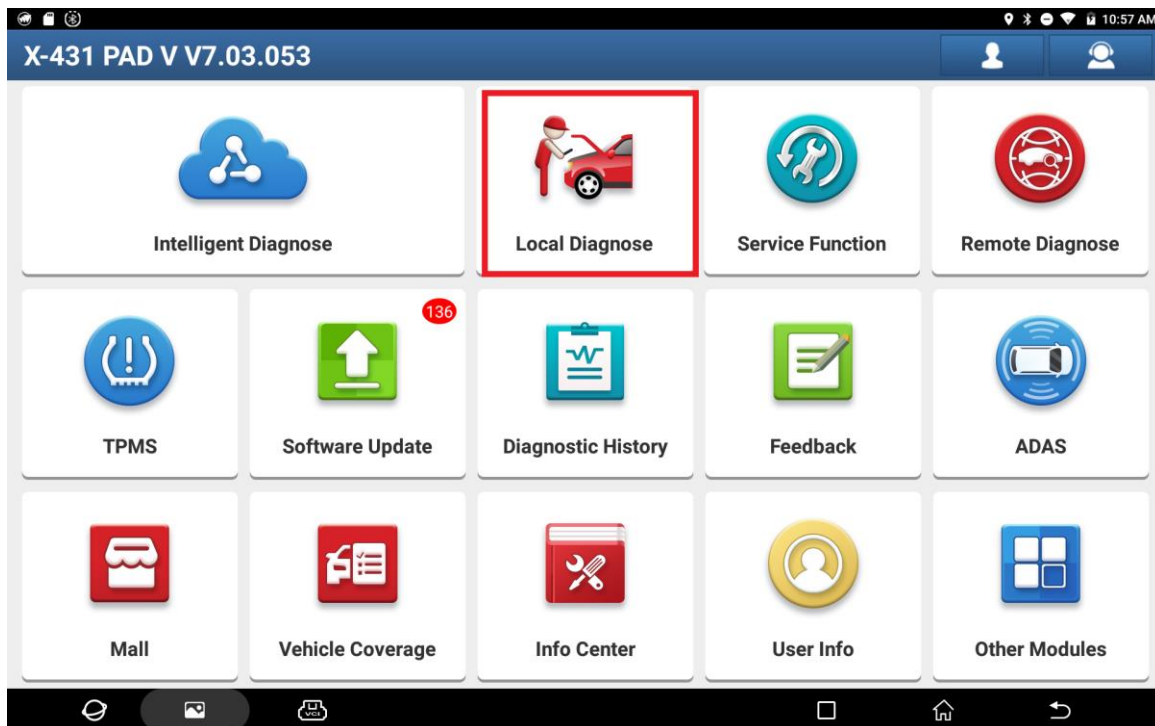 10:57 AM
X-431 PAD V V7.03.053
Intelligent Diagnose
Local Diagnose
Service Function
Remote Diagnose
136
TPMS
Software Update
Diagnostic History
Feedback
ADAS
Mall
Vehicle Coverage
Info Center
User Info
Other Modules
VCI